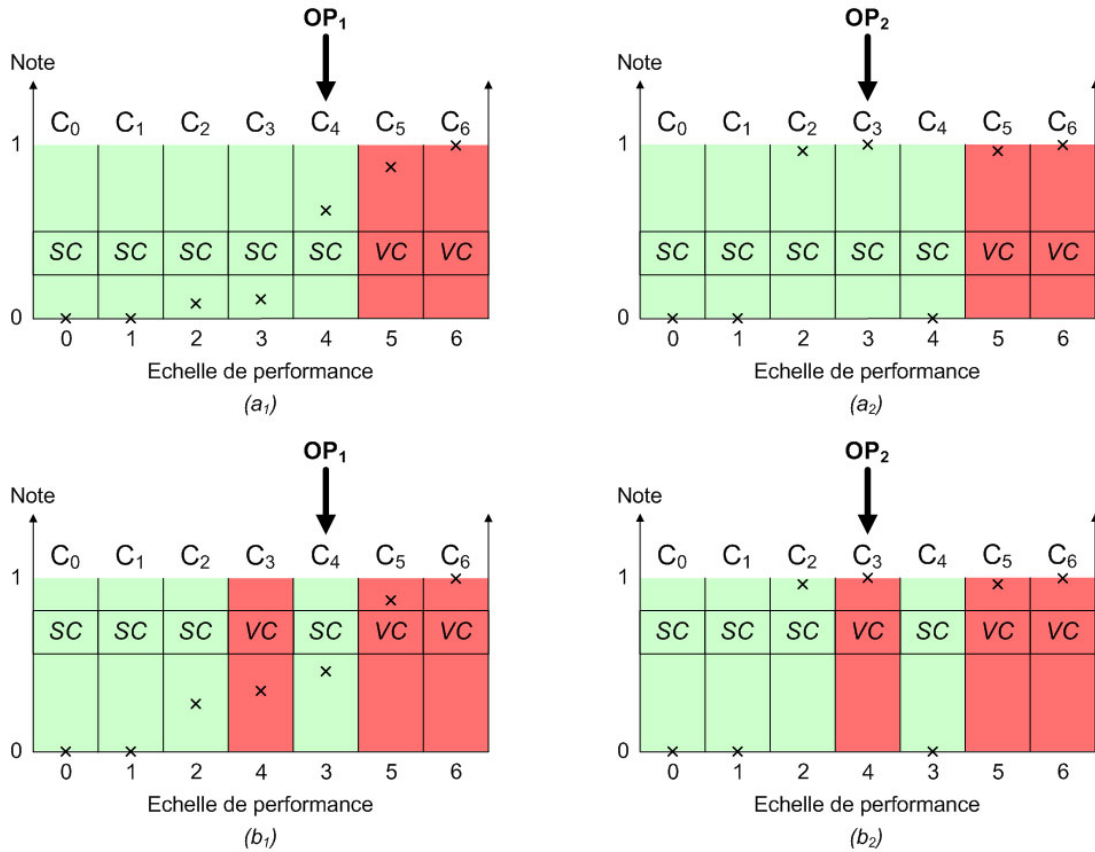 OP₁
Note
C₀ C₁ C₂ C₃ C₄ C₅ C₆
1
SC SC SC SC SC VC VC
0
0 1 2 3 4 5 6
Echelle de performance
(a₁)
OP₂
Note
C₀ C₁ C₂ C₃ C₄ C₅ C₆
1
SC SC SC SC SC VC VC
0
0 1 2 3 4 5 6
Echelle de performance
(a₂)
OP₁
Note
C₀ C₁ C₂ C₃ C₄ C₅ C₆
1
SC SC SC VC SC VC VC
0
0 1 2 4 3 5 6
Echelle de performance
(b₁)
OP₂
Note
C₀ C₁ C₂ C₃ C₄ C₅ C₆
1
SC SC SC VC SC VC VC
0
0 1 2 4 3 5 6
Echelle de performance
(b₂)